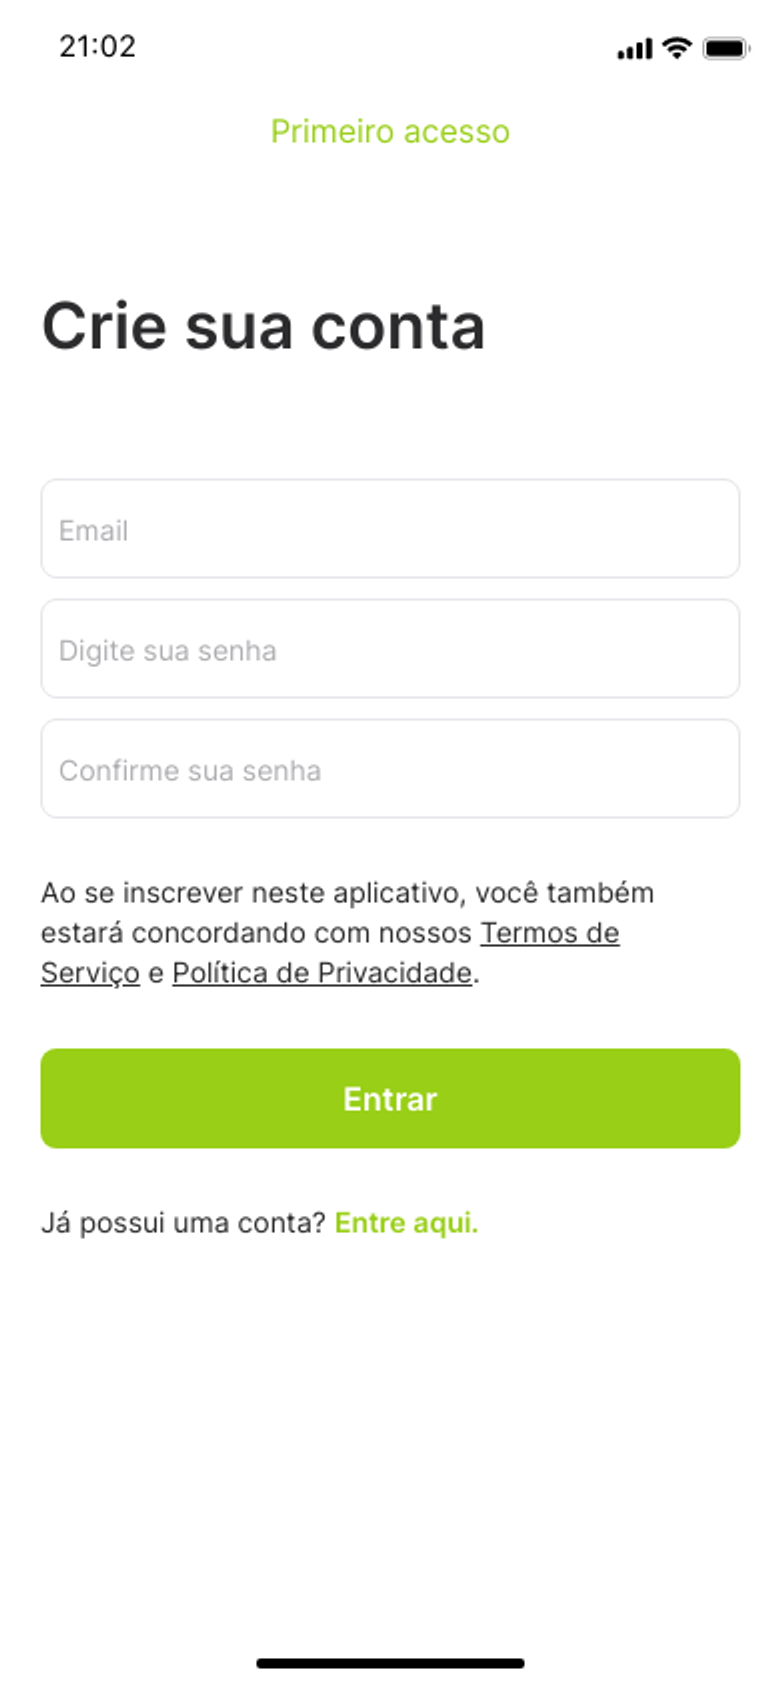 21:02
Primeiro acesso
Crie sua conta
Email
Digite sua senha
Confirme sua senha
Ao se inscrever neste aplicativo, você também
estará concordando com nossos Termos de
Serviço e Política de Privacidade.
Entrar
Já possui uma conta? Entre aqui.